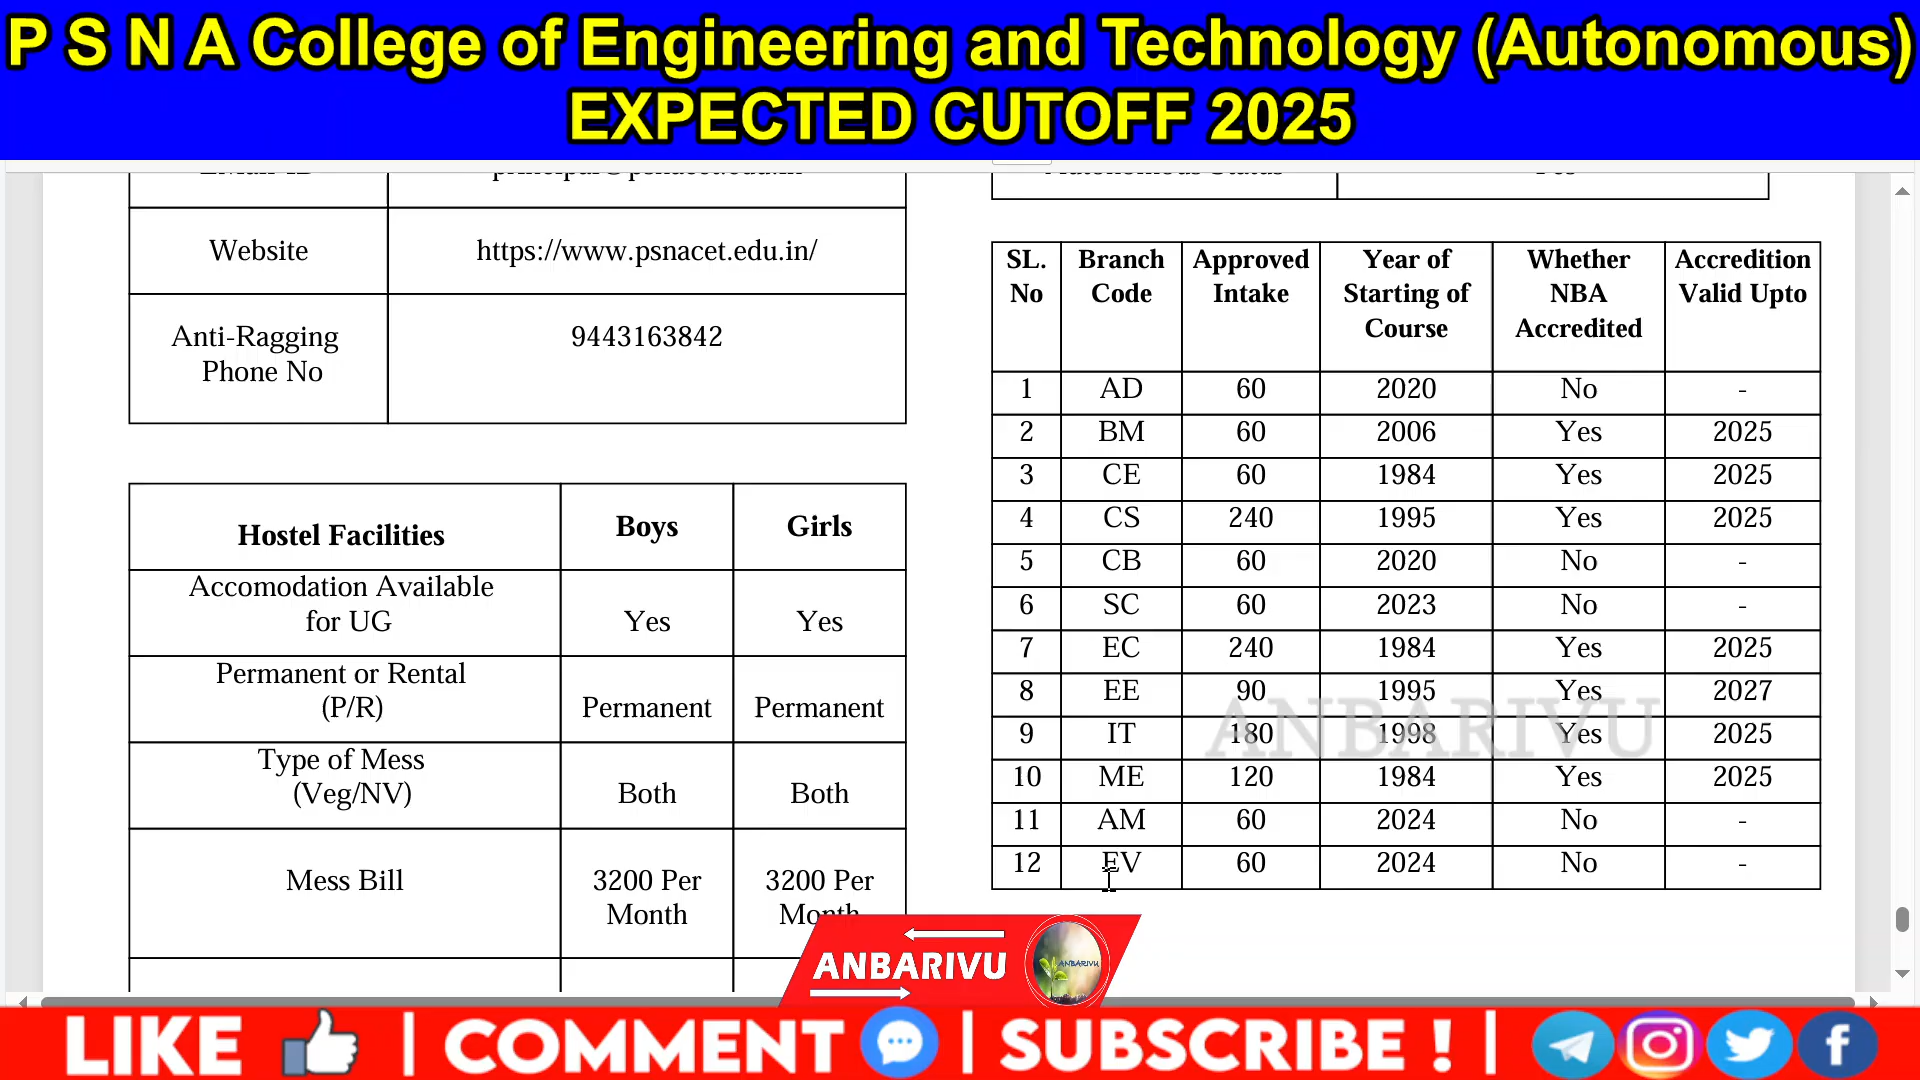 P S N A College of Engineering and Technology (Autonomous)
EXPECTED CUTOFF 2025
Website https://www.psnacet.edu.in/
Anti-Ragging 9443163842
Phone No
Hostel Facilities Boys Girls
Accomodation Available
for UG Yes Yes
Permanent or Rental
(P/R) Permanent Permanent
Type of Mess
(Veg/NV) Both Both
Mess Bill 3200 Per 3200 Per
Month Month
SL. Branch Approved Year of Whether Accredition
No Code Intake Starting of NBA Valid Upto
Course Accredited
1 AD 60 2020 No -
2 BM 60 2006 Yes 2025
3 CE 60 1984 Yes 2025
4 CS 240 1995 Yes 2025
5 CB 60 2020 No -
6 SC 60 2023 No -
7 EC 240 1984 Yes 2025
8 EE 90 1995 Yes 2027
9 IT 180 1998 Yes 2025
10 ME 120 1984 Yes 2025
11 AM 60 2024 No -
12 EV 60 2024 No -
ANBARIVU
ANBARIVU
ANBARIVU
LIKE | COMMENT | SUBSCRIBE ! |